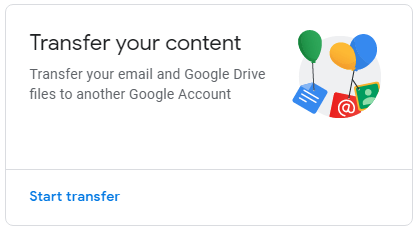 Transfer your content
Transfer your email and Google Drive
files to another Google Account
@
Start transfer